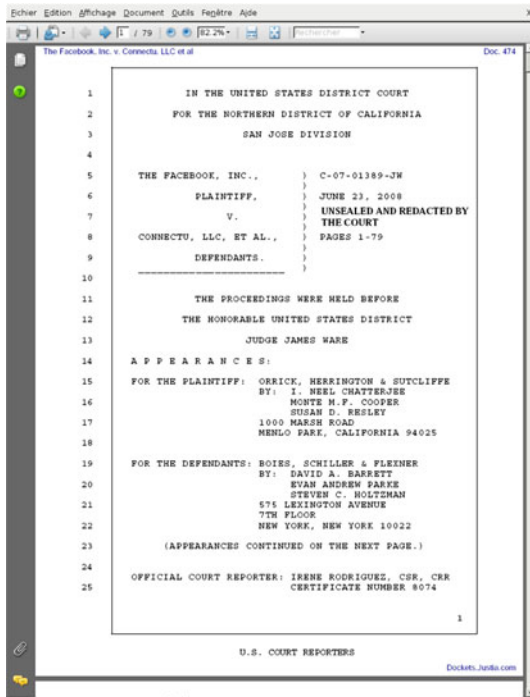 Echier Edition Affichage Document Outils Fenêtre Aide
1 / 79 82.2% Rechercher
The Facebook, Inc. v. Connectu, LLC et al Doc. 474
1 IN THE UNITED STATES DISTRICT COURT
2 FOR THE NORTHERN DISTRICT OF CALIFORNIA
3 SAN JOSE DIVISION
4
5 THE FACEBOOK, INC., ) C-07-01389-JW
)
6 PLAINTIFF, ) JUNE 23, 2008
)
7 V. ) UNSEALED AND REDACTED BY
) THE COURT
8 CONNECTU, LLC, ET AL., ) PAGES 1-79
)
9 DEFENDANTS. )
_______________________ )
10
11 THE PROCEEDINGS WERE HELD BEFORE
12 THE HONORABLE UNITED STATES DISTRICT
13 JUDGE JAMES WARE
14 A P P E A R A N C E S:
15 FOR THE PLAINTIFF: ORRICK, HERRINGTON & SUTCLIFFE
BY: I. NEEL CHATTERJEE
16 MONTE M.F. COOPER
SUSAN D. RESLEY
17 1000 MARSH ROAD
MENLO PARK, CALIFORNIA 94025
18
19 FOR THE DEFENDANTS: BOIES, SCHILLER & FLEXNER
BY: DAVID A. BARRETT
20 EVAN ANDREW PARKE
STEVEN C. HOLTZMAN
21 575 LEXINGTON AVENUE
7TH FLOOR
22 NEW YORK, NEW YORK 10022
23 (APPEARANCES CONTINUED ON THE NEXT PAGE.)
24
OFFICIAL COURT REPORTER: IRENE RODRIGUEZ, CSR, CRR
25 CERTIFICATE NUMBER 8074
1
U.S. COURT REPORTERS
Dockets.Justia.com